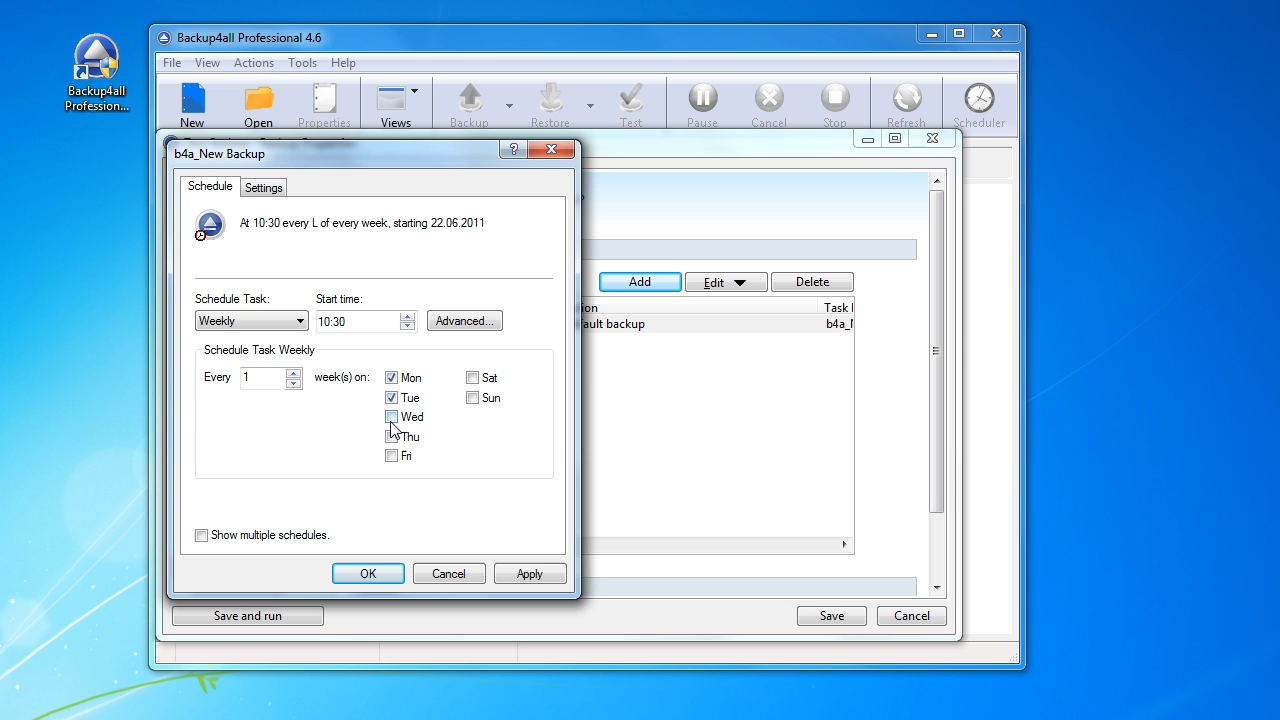 Backup4all
Profession...
Backup4all Professional 4.6
File View Actions Tools Help
New Open Properties Views Backup Restore Test Pause Cancel Stop Refresh Scheduler
b4a_New Backup
Schedule Settings
At 10:30 every L of every week, starting 22.06.2011
Add Edit Delete
Schedule Task: Start time:
Weekly 10:30 Advanced...
ion Task I
ault backup b4a_
Schedule Task Weekly
Every 1 week(s) on: Mon Sat
Tue Sun
Wed
Thu
Fri
Show multiple schedules.
OK Cancel Apply
Save and run Save Cancel